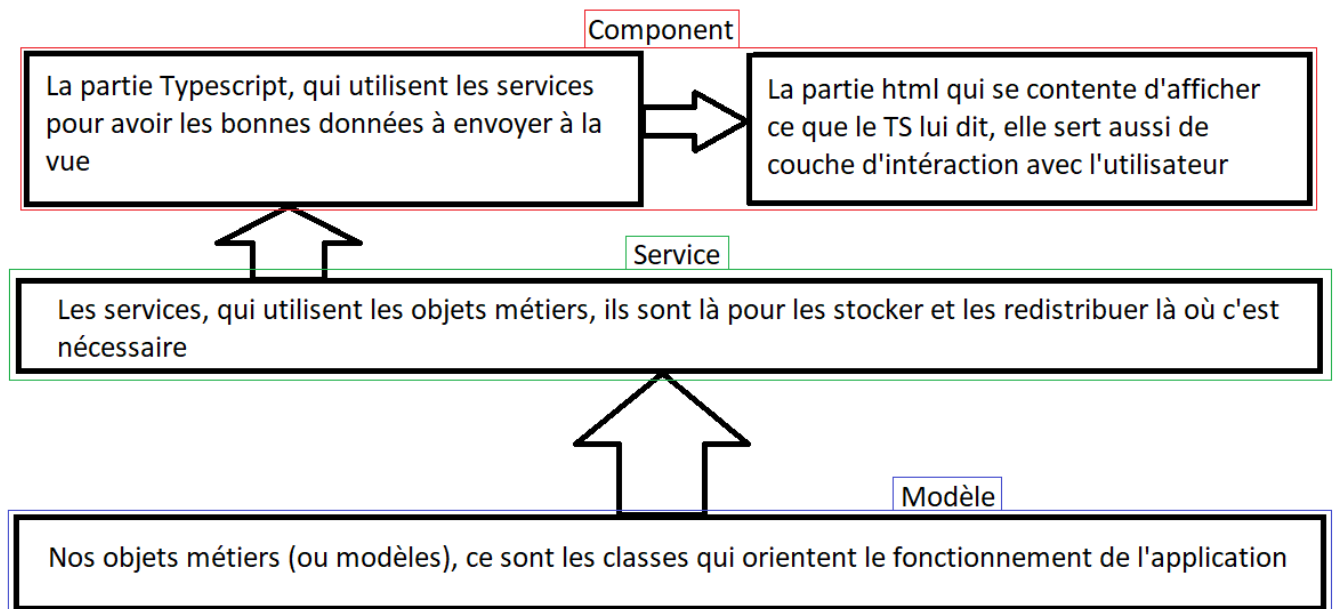 Component
La partie Typescript, qui utilisent les services
pour avoir les bonnes données à envoyer à la
vue
La partie html qui se contente d'afficher
ce que le TS lui dit, elle sert aussi de
couche d'intéraction avec l'utilisateur
Service
Les services, qui utilisent les objets métiers, ils sont là pour les stocker et les redistribuer là où c'est
nécessaire
Modèle
Nos objets métiers (ou modèles), ce sont les classes qui orientent le fonctionnement de l'application